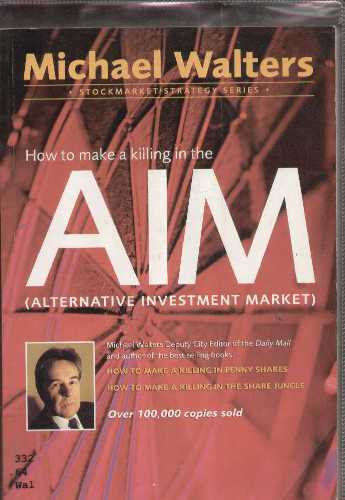 Michael Walters
• STOCKMARKET STRATEGY SERIES •
How to make a killing in the
AIM
(ALTERNATIVE INVESTMENT MARKET)
Michael Walters Deputy City Editor of the Daily Mail
and author of the bestselling books
HOW TO MAKE A KILLING IN PENNY SHARES
HOW TO MAKE A KILLING IN THE SHARE JUNGLE
Over 100,000 copies sold
332
.64
Wal